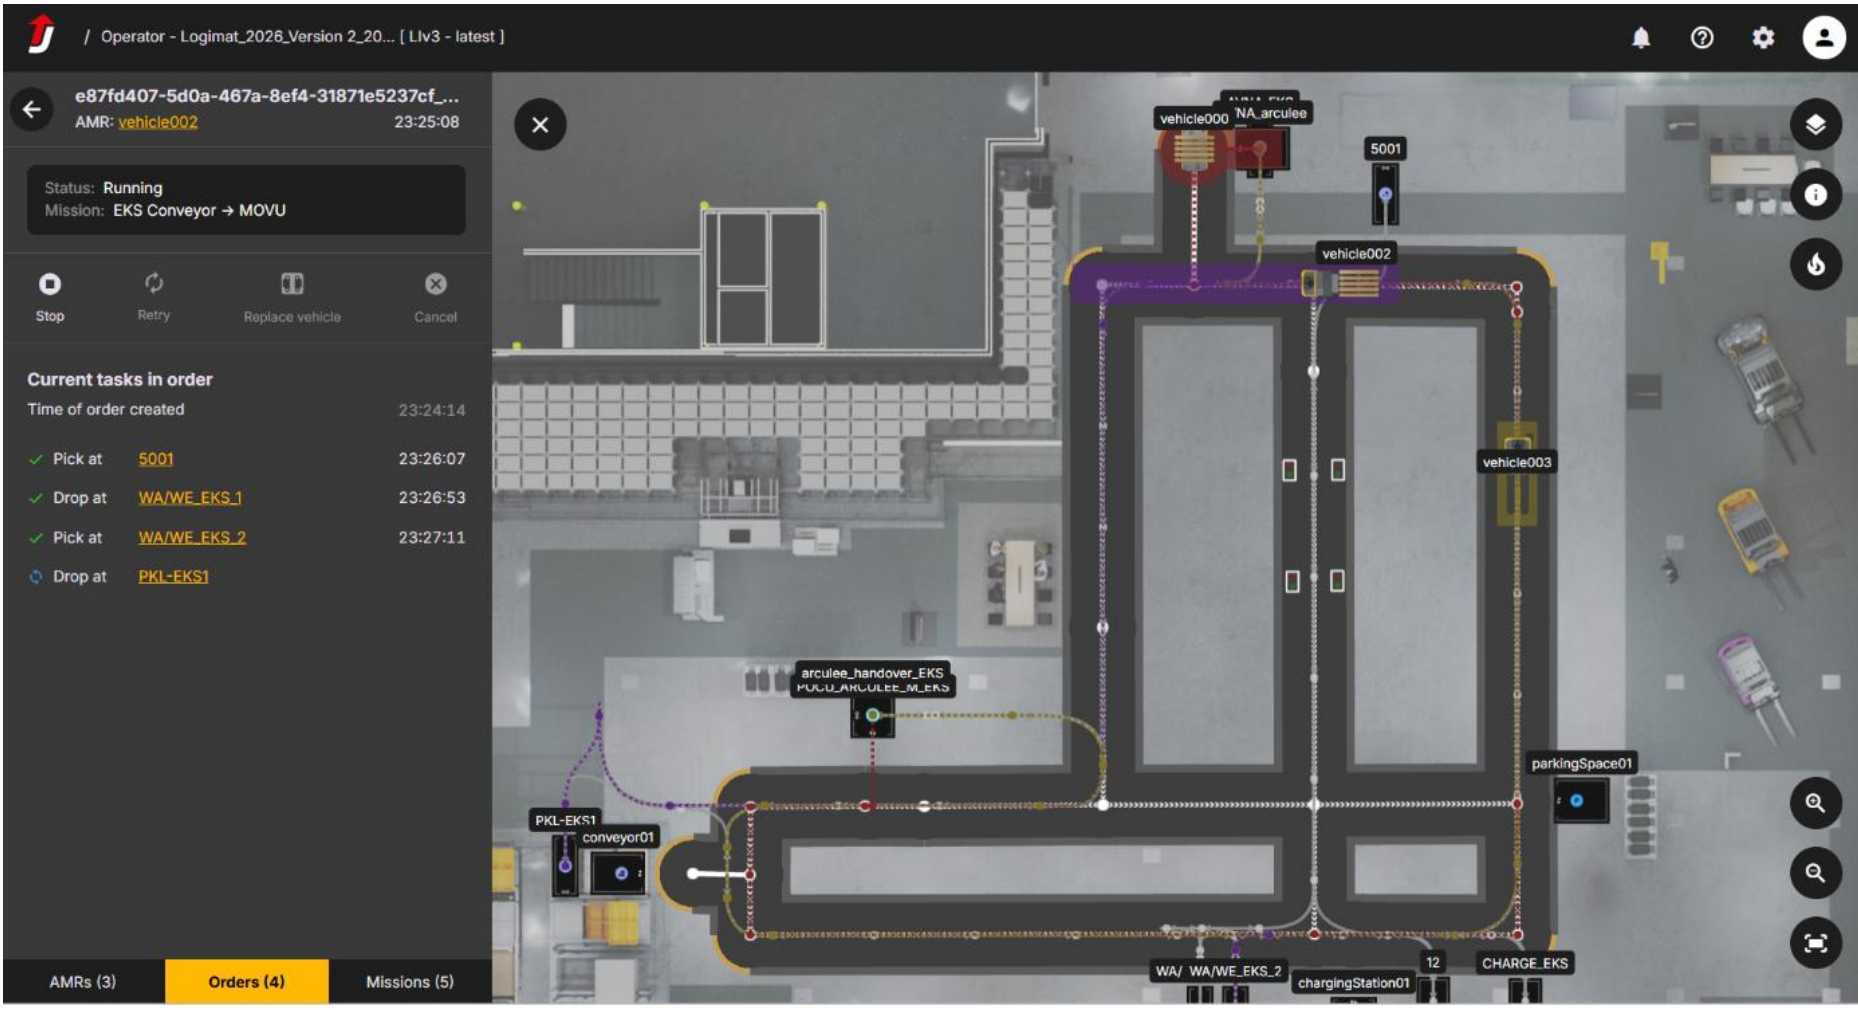 / Operator - Logimat_2026_Version 2_20... [ LIv3 - latest ]
e87fd407-5d0a-467a-8ef4-31871e5237cf_...
AMR: vehicle002 23:25:08
Status: Running
Mission: EKS Conveyor → MOVU
Stop Retry Replace vehicle Cancel
Current tasks in order
Time of order created 23:24:14
Pick at 5001 23:26:07
Drop at WA/WE_EKS_1 23:26:53
Pick at WA/WE_EKS_2 23:27:11
Drop at PKL-EKS1
AMRs (3) Orders (4) Missions (5)
vehicle000
NA_arculee
5001
vehicle002
vehicle003
arculee_handover_EKS
POCO_ARCULEE_M_EKS
parkingSpace01
PKL-EKS1
conveyor01
WA/ WA/WE_EKS_2
12
CHARGE_EKS
chargingStation01